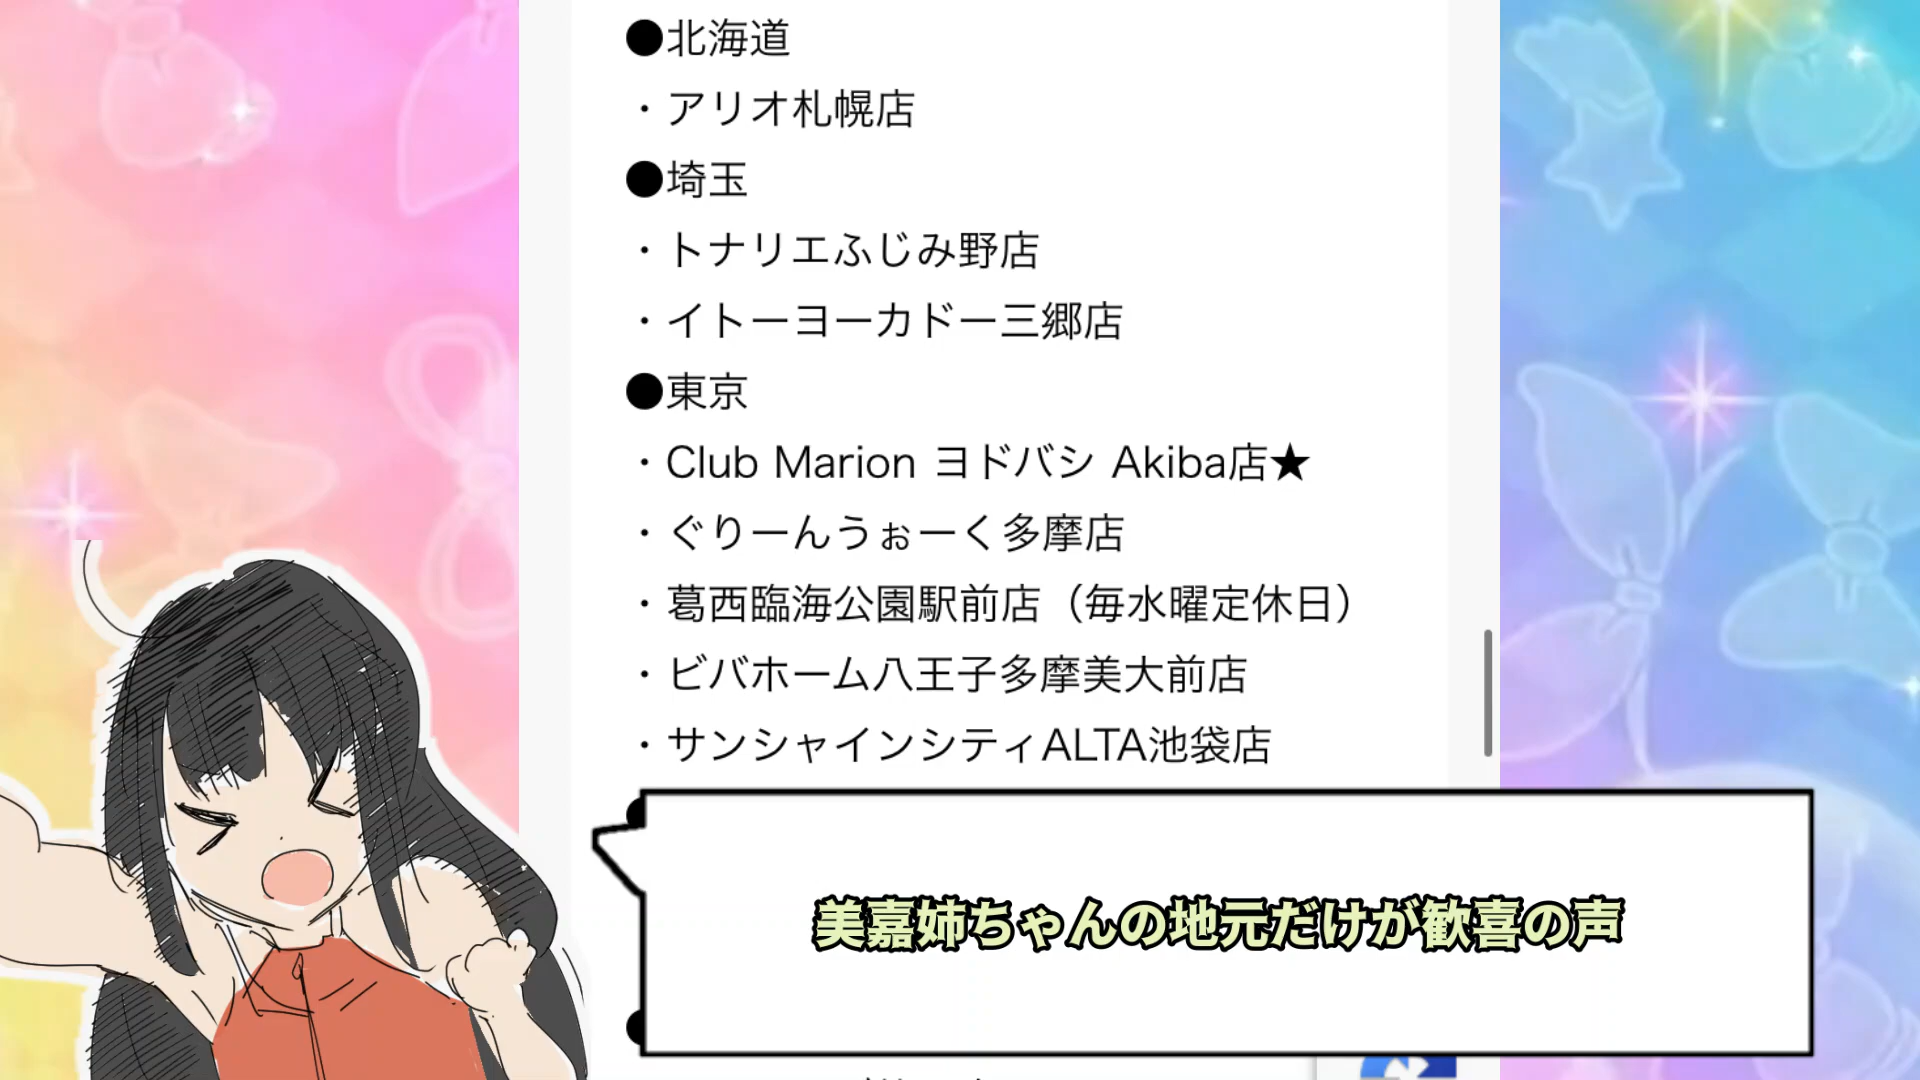 ●北海道
・アリオ札幌店
●埼玉
・トナリエふじみ野店
・イトーヨーカドー三郷店
●東京
・Club Marion ヨドバシ Akiba店★
・ぐりーんうぉーく多摩店
・葛西臨海公園駅前店（毎水曜定休日）
・ビバホーム八王子多摩美大前店
・サンシャインシティALTA池袋店
美嘉姉ちゃんの地元だけが歓喜の声